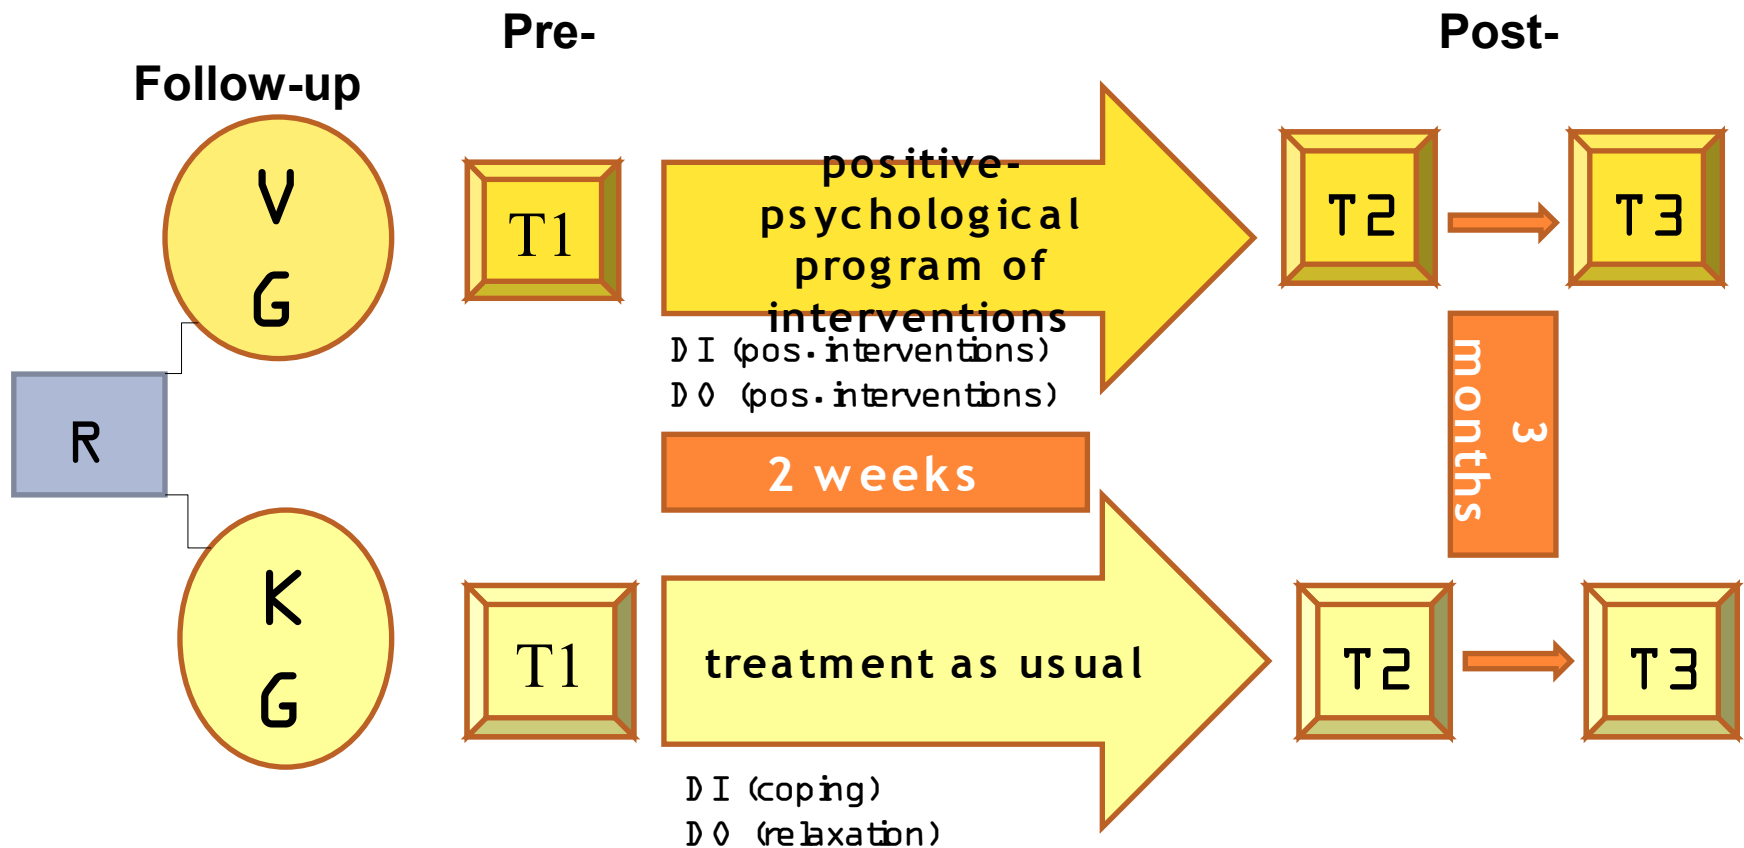 Pre-
Post-
Follow-up
V
G
T1
positive-
psychological
program of
interventions
T2
T3
DI (pos. interventions)
DO (pos. interventions)
R
2 weeks
3
months
K
G
T1
treatment as usual
T2
T3
DI (coping)
DO (relaxation)